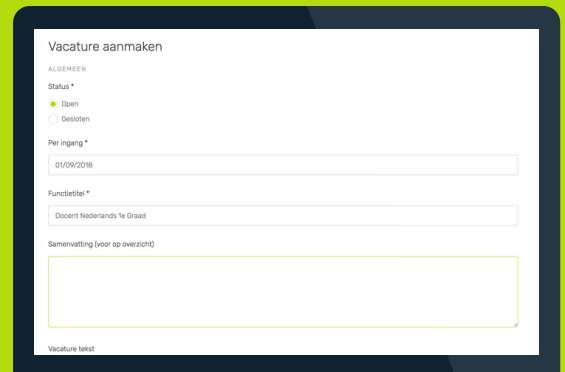 Vacature aanmaken
ALGEMEEN
Status *
Open
Gesloten
Per ingang *
01/09/2018
Functietitel *
Docent Nederlands 1e Graad
Samenvatting (voor op overzicht)
Vacature tekst